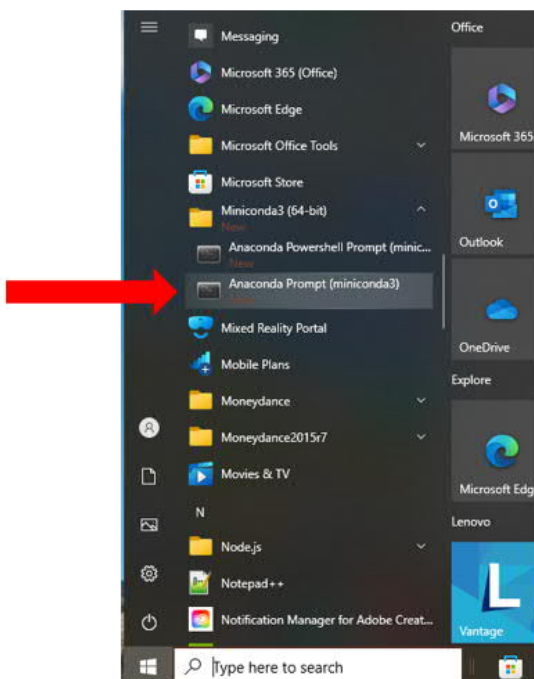 Messaging
Microsoft 365 (Office)
Microsoft Edge
Microsoft Office Tools
Microsoft Store
Miniconda3 (64-bit)
New
Anaconda Powershell Prompt (minic...
New
Anaconda Prompt (miniconda3)
New
Mixed Reality Portal
Mobile Plans
Moneydance
Moneydance2015r7
Movies & TV
N
Node.js
Notepad++
Notification Manager for Adobe Creat...
Type here to search
Office
Microsoft 365
Outlook
OneDrive
Explore
Microsoft Edg
Lenovo
L
Vantage